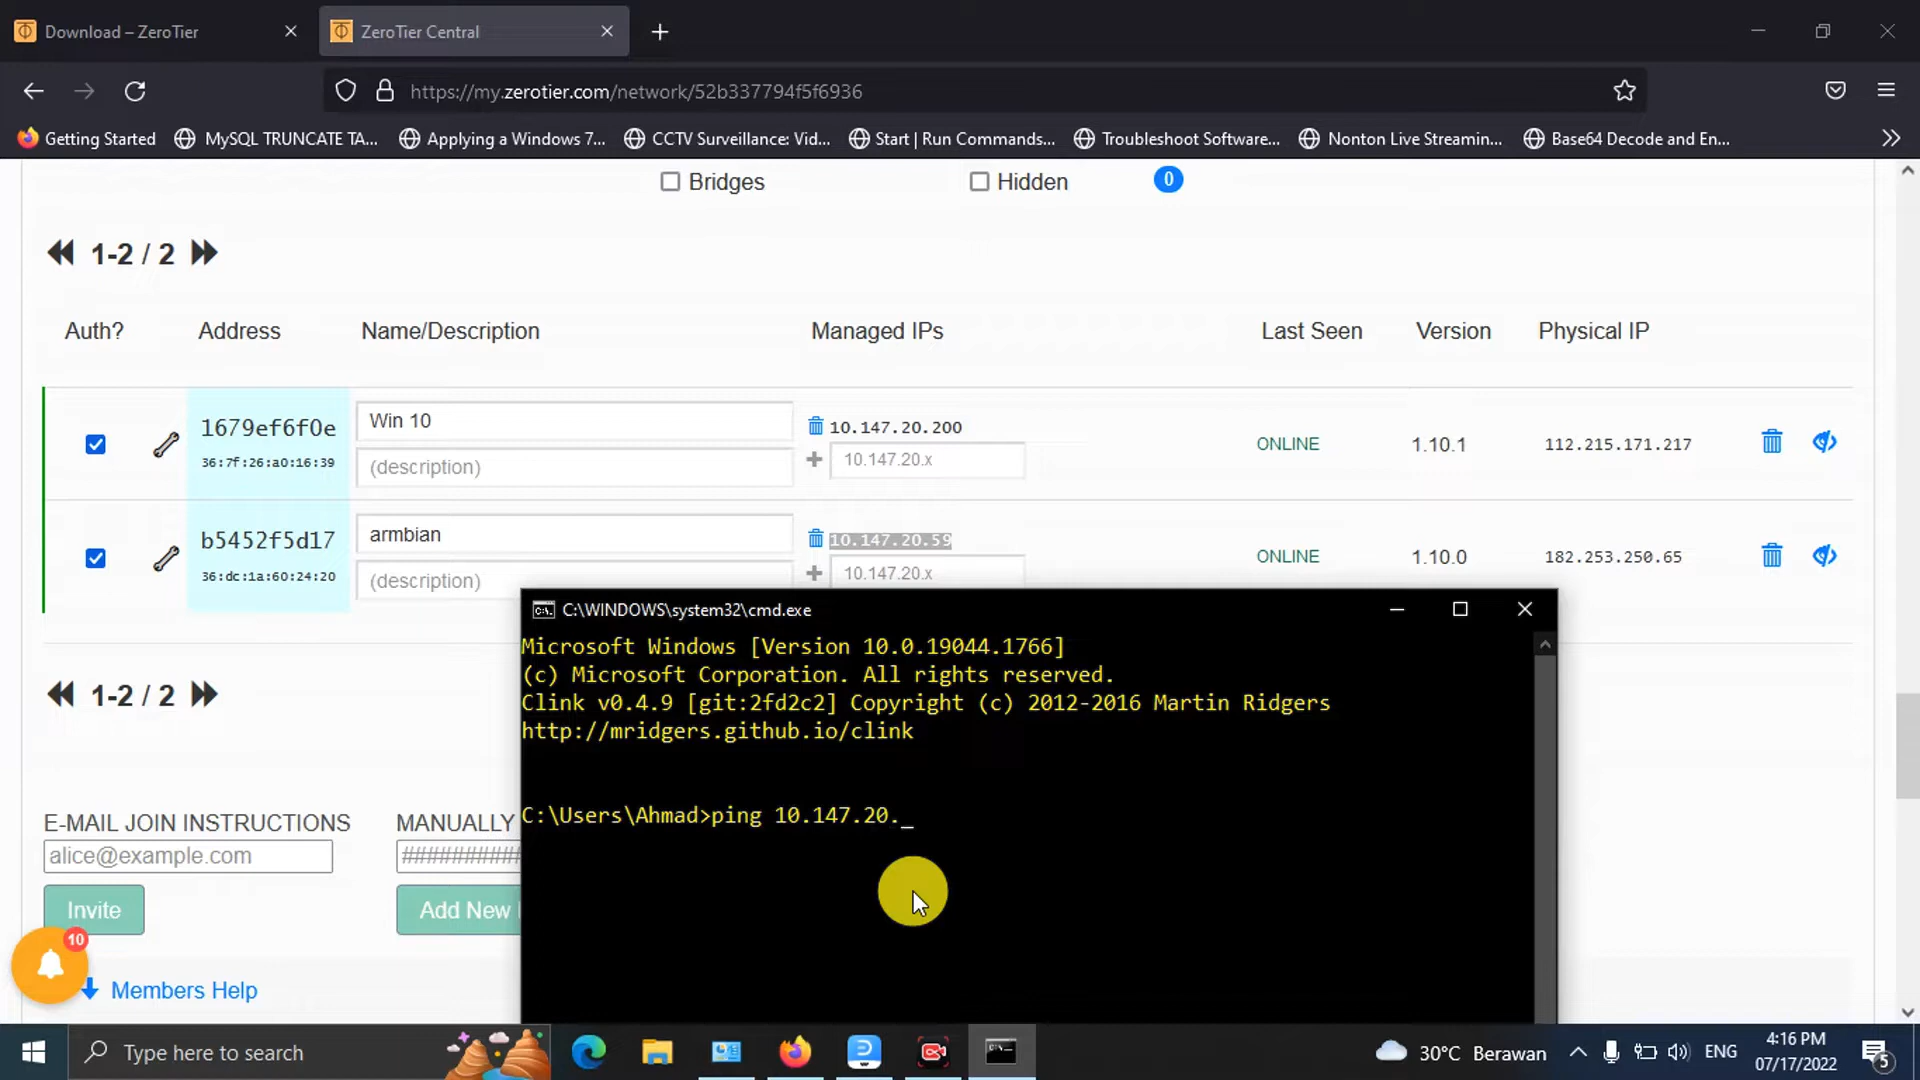 Download – ZeroTier
ZeroTier Central
https://my.zerotier.com/network/52b337794f5f6936
Getting Started
MySQL TRUNCATE TA...
Applying a Windows 7...
CCTV Surveillance: Vid...
Start | Run Commands...
Troubleshoot Software...
Nonton Live Streamin...
Base64 Decode and En...
Bridges
Hidden
0
1-2 / 2
Auth? Address Name/Description Managed IPs Last Seen Version Physical IP
1679ef6f0e
36:7f:26:a0:16:39
Win 10
(description)
10.147.20.200
10.147.20.x
ONLINE
1.10.1
112.215.171.217
b5452f5d17
36:dc:1a:60:24:20
armbian
(description)
10.147.20.59
10.147.20.x
ONLINE
1.10.0
182.253.250.65
1-2 / 2
E-MAIL JOIN INSTRUCTIONS
alice@example.com
Invite
MANUALLY
##########
Add New
10
Members Help
C:\WINDOWS\system32\cmd.exe
Microsoft Windows [Version 10.0.19044.1766]
(c) Microsoft Corporation. All rights reserved.
Clink v0.4.9 [git:2fd2c2] Copyright (c) 2012-2016 Martin Ridgers
http://mridgers.github.io/clink
C:\Users\Ahmad>ping 10.147.20._
Type here to search
30°C Berawan
ENG
4:16 PM
07/17/2022
5